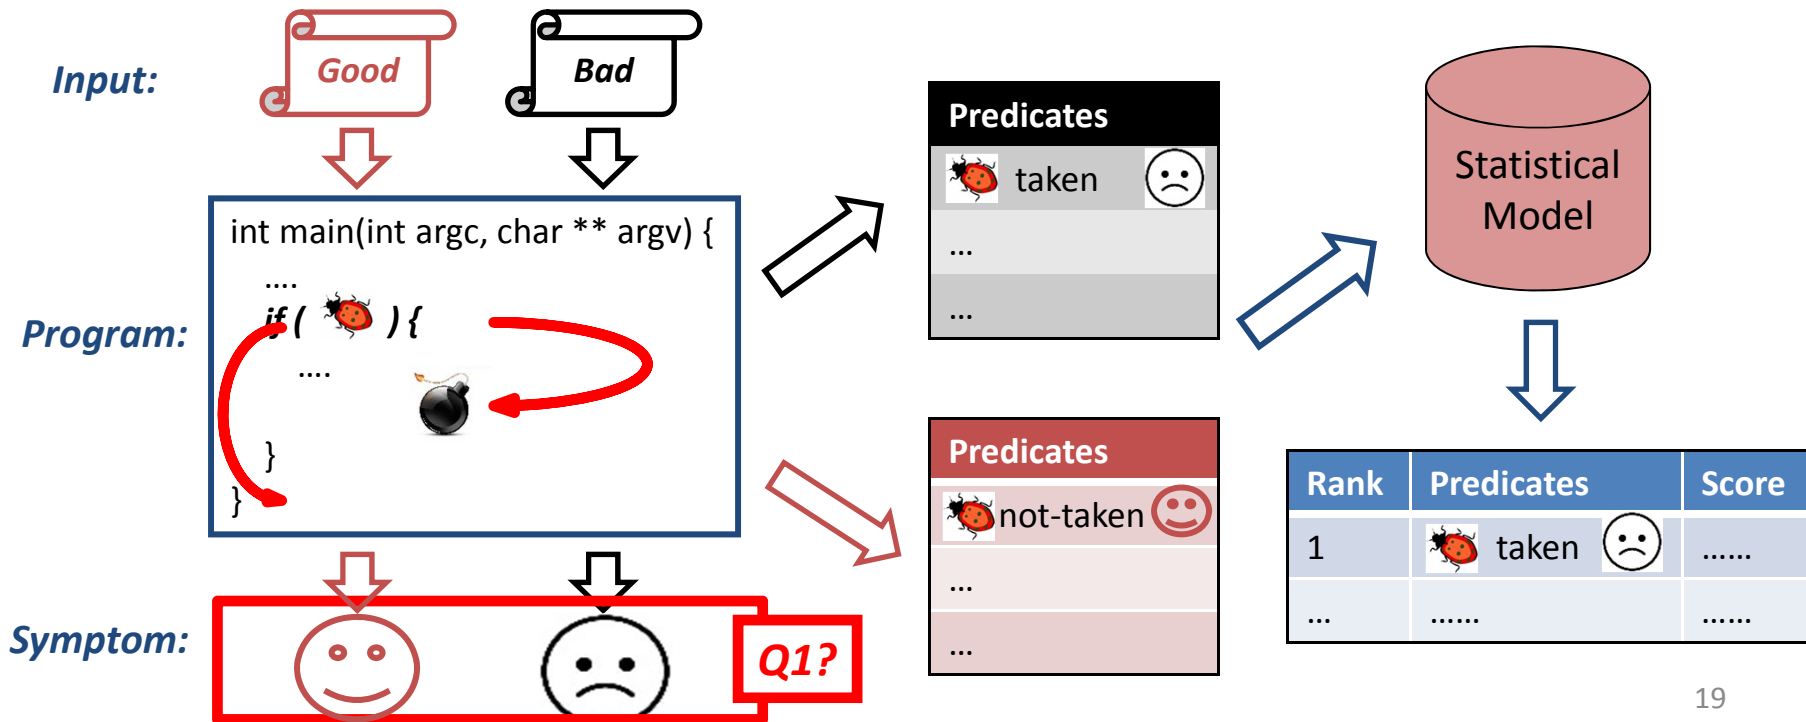 Input:
Good
Bad
Program:
int main(int argc, char ** argv) {
....
if ( ) {
....
}
}
Symptom:
Q1?
Predicates
taken
...
...
Predicates
not-taken
...
...
Statistical
Model
Rank Predicates Score
1 taken ......
... ...... ......
19